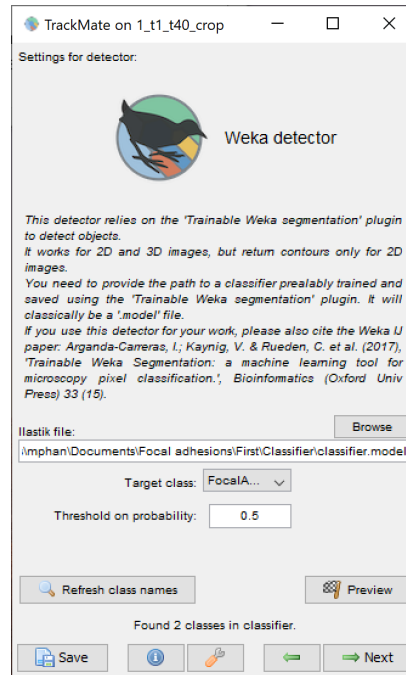 TrackMate on 1_t1_t40_crop
Settings for detector:
Weka detector
This detector relies on the 'Trainable Weka segmentation' plugin
to detect objects.
It works for 2D and 3D images, but return contours only for 2D
images.
You need to provide the path to a classifier prealably trained and
saved using the 'Trainable Weka segmentation' plugin. It will
classically be a '.model' file.
If you use this detector for your work, please also cite the Weka IJ
paper: Arganda-Carreras, I.; Kaynig, V. & Rueden, C. et al. (2017),
'Trainable Weka Segmentation: a machine learning tool for
microscopy pixel classification.', Bioinformatics (Oxford Univ
Press) 33 (15).
Browse
Ilastik file:
\mphan\Documents\Focal adhesions\First\Classifier\classifier.model
Target class: FocalA...
Threshold on probability: 0.5
Refresh class names Preview
Found 2 classes in classifier.
Save Next